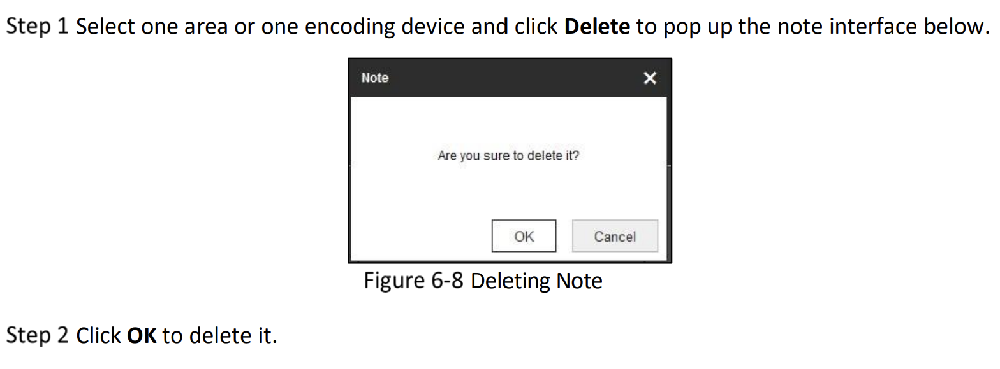 Step 1 Select one area or one encoding device and click Delete to pop up the note interface below.
Note
Are you sure to delete it?
OK Cancel
Figure 6-8 Deleting Note
Step 2 Click OK to delete it.